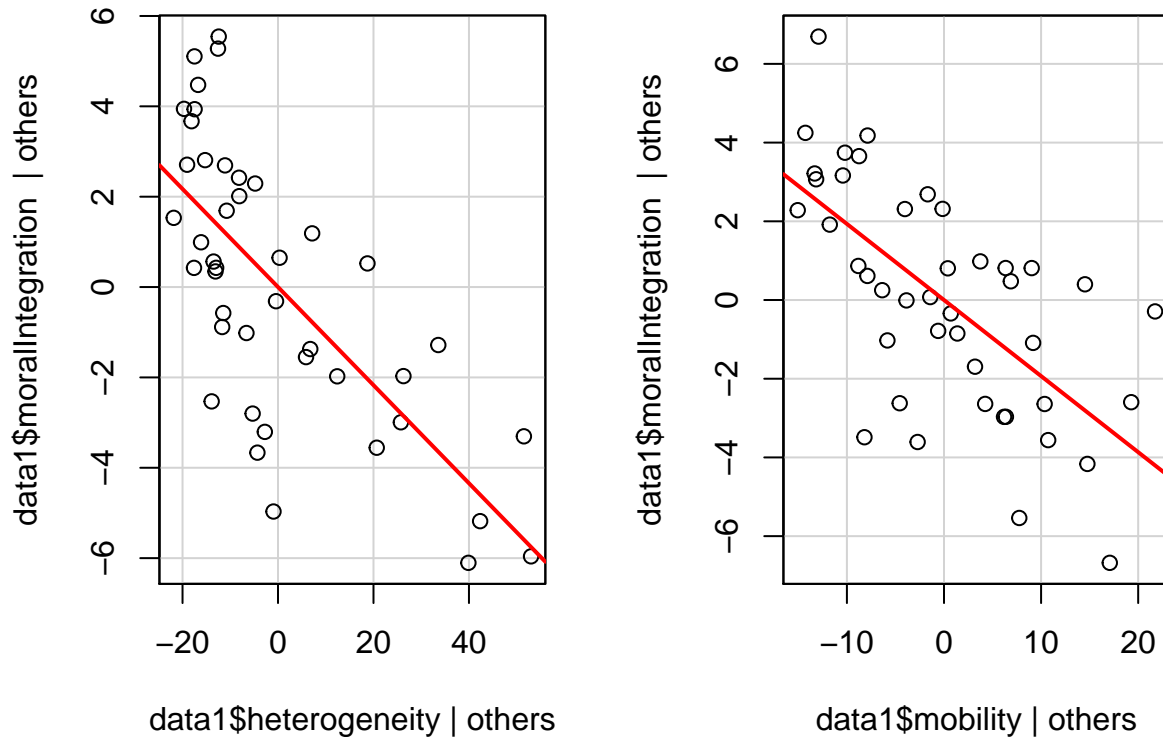 data1$moralIntegration | others
6
4
2
0
−2
−4
−6
−20 0 20 40
data1$heterogeneity | others
data1$moralIntegration | others
6
4
2
0
−2
−4
−6
−10 0 10 20
data1$mobility | others